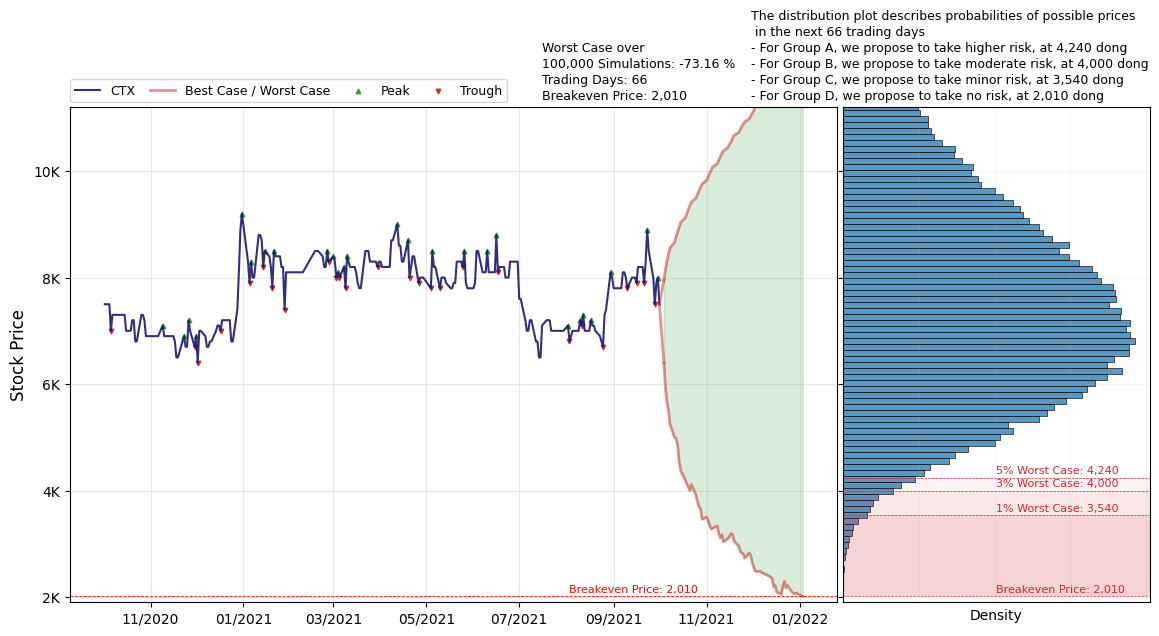 The distribution plot describes probabilities of possible prices
in the next 66 trading days
- For Group A, we propose to take higher risk, at 4,240 dong
- For Group B, we propose to take moderate risk, at 4,000 dong
- For Group C, we propose to take minor risk, at 3,540 dong
- For Group D, we propose to take no risk, at 2,010 dong
Worst Case over
100,000 Simulations: -73.16 %
Trading Days: 66
Breakeven Price: 2,010
CTX
Best Case / Worst Case
Peak
Trough
Stock Price
10K
8K
6K
4K
2K
Breakeven Price: 2,010
11/2020
01/2021
03/2021
05/2021
07/2021
09/2021
11/2021
01/2022
5% Worst Case: 4,240
3% Worst Case: 4,000
1% Worst Case: 3,540
Breakeven Price: 2,010
Density